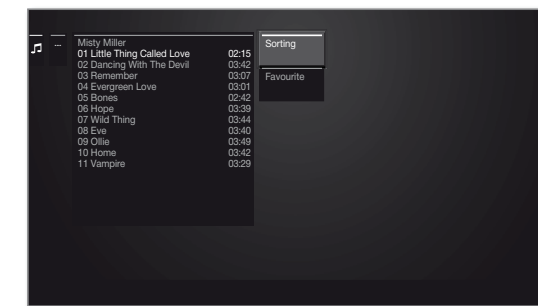 ...
Misty Miller
01 Little Thing Called Love 02:15
02 Dancing With The Devil 03:42
03 Remember 03:07
04 Evergreen Love 03:01
05 Bones 02:42
06 Hope 03:39
07 Wild Thing 03:44
08 Eve 03:40
09 Ollie 03:49
10 Home 03:42
11 Vampire 03:29
Sorting
Favourite